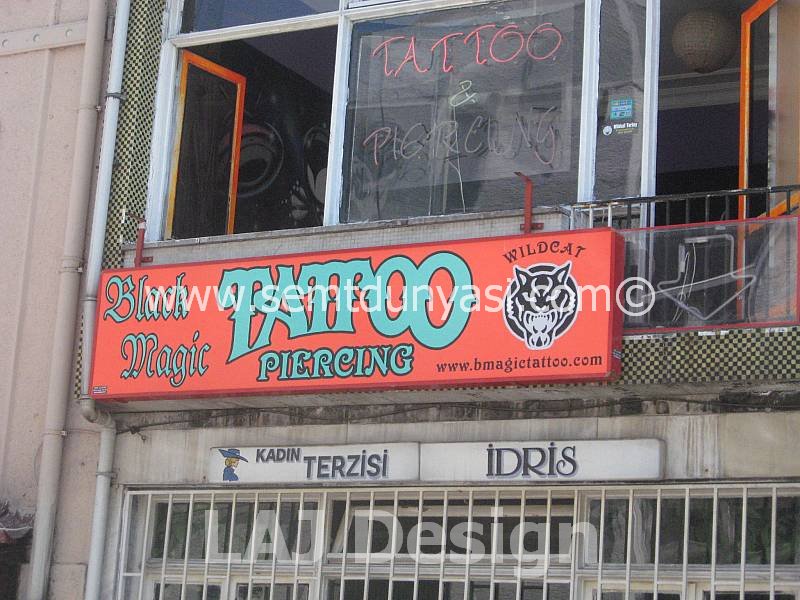 TATTOO
&
PIERCING
Black Magic
TATTOO
PIERCING
WILDCAT
www.bmagictattoo.com
www.semtdunyasi.com©
KADIN TERZİSİ
İDRİS
LAJ Design